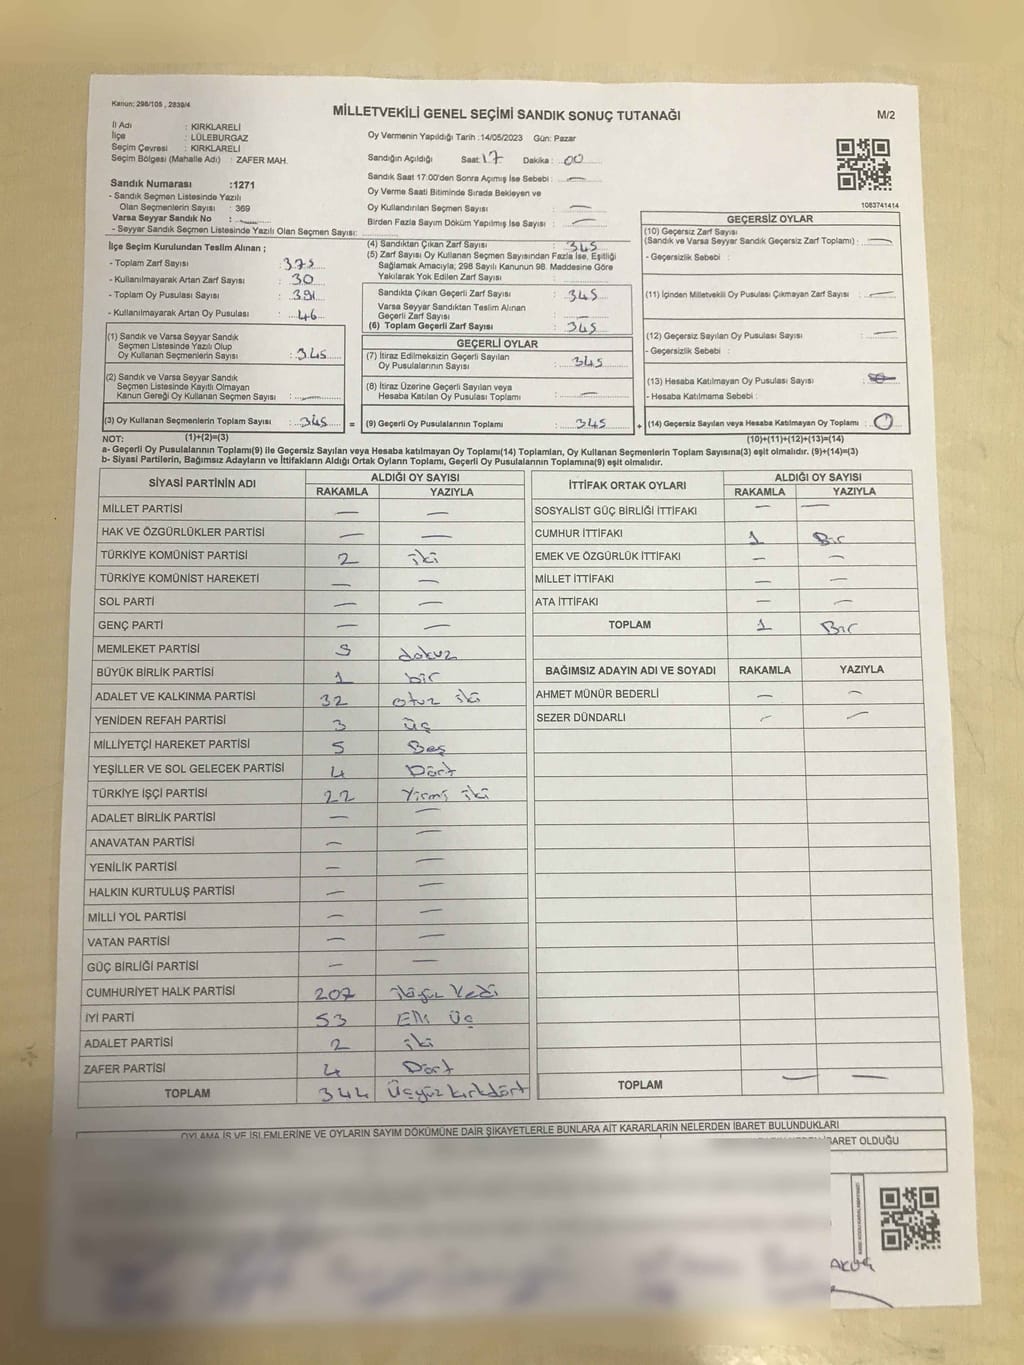 Kanun: 298/105 , 2839/4
MİLLETVEKİLİ GENEL SEÇİMİ SANDIK SONUÇ TUTANAĞI
M/2
İl Adı : KIRKLARELİ
İlçe : LÜLEBURGAZ
Seçim Çevresi : KIRKLARELİ
Seçim Bölgesi (Mahalle Adı) : ZAFER MAH.
Oy Vermenin Yapıldığı Tarih :14/05/2023 Gün: Pazar
Sandığın Açıldığı Saat: 17 Dakika : 00
Sandık Saat 17:00'den Sonra Açımış İse Sebebi : —
Oy Verme Saati Bitiminde Sırada Bekleyen ve
Oy Kullandırılan Seçmen Sayısı : —
Birden Fazla Sayım Döküm Yapılmış İse Sayısı : —
1083741414
Sandık Numarası :1271
- Sandık Seçmen Listesinde Yazılı
Olan Seçmenlerin Sayısı : 369
Varsa Seyyar Sandık No : —
- Seyyar Sandık Seçmen Listesinde Yazılı Olan Seçmen Sayısı:
İlçe Seçim Kurulundan Teslim Alınan ;
- Toplam Zarf Sayısı : 375
- Kullanılmayarak Artan Zarf Sayısı : 30
- Toplam Oy Pusulası Sayısı : 391
- Kullanılmayarak Artan Oy Pusulası : 46
(1) Sandık ve Varsa Seyyar Sandık
Seçmen Listesinde Yazılı Olup
Oy Kullanan Seçmenlerin Sayısı : 345
(2) Sandık ve Varsa Seyyar Sandık
Seçmen Listesinde Kayıtlı Olmayan
Kanun Gereği Oy Kullanan Seçmen Sayısı : —
(3) Oy Kullanan Seçmenlerin Toplam Sayısı : 345 =
(4) Sandıktan Çıkan Zarf Sayısı : 345
(5) Zarf Sayısı Oy Kullanan Seçmen Sayısından Fazla İse, Eşitliği
Sağlamak Amacıyla; 298 Sayılı Kanunun 98. Maddesine Göre
Yakılarak Yok Edilen Zarf Sayısı :
Sandıkta Çıkan Geçerli Zarf Sayısı : 345
Varsa Seyyar Sandıktan Teslim Alınan
Geçerli Zarf Sayısı : —
(6) Toplam Geçerli Zarf Sayısı : 345
GEÇERLİ OYLAR
(7) İtiraz Edilmeksizin Geçerli Sayılan
Oy Pusulalarının Sayısı : 345
(8) İtiraz Üzerine Geçerli Sayılan veya
Hesaba Katılan Oy Pusulası Toplamı : —
(9) Geçerli Oy Pusulalarının Toplamı : 345 +
GEÇERSİZ OYLAR
(10) Geçersiz Zarf Sayısı
(Sandık ve Varsa Seyyar Sandık Geçersiz Zarf Toplamı) : —
- Geçersizlik Sebebi :
(11) İçinden Milletvekili Oy Pusulası Çıkmayan Zarf Sayısı : —
(12) Geçersiz Sayılan Oy Pusulası Sayısı : —
- Geçersizlik Sebebi :
(13) Hesaba Katılmayan Oy Pusulası Sayısı :
- Hesaba Katılmama Sebebi :
(14) Geçersiz Sayılan veya Hesaba Katılmayan Oy Toplamı : 0
NOT: (1)+(2)=(3) (10)+(11)+(12)+(13)=(14)
a- Geçerli Oy Pusulalarının Toplamı(9) ile Geçersiz Sayılan veya Hesaba katılmayan Oy Toplamı(14) Toplamları, Oy Kullanan Seçmenlerin Toplam Sayısına(3) eşit olmalıdır. (9)+(14)=(3)
b- Siyasi Partilerin, Bağımsız Adayların ve İttifakların Aldığı Ortak Oyların Toplamı, Geçerli Oy Pusulalarının Toplamına(9) eşit olmalıdır.
SİYASİ PARTİNİN ADI ALDIĞI OY SAYISI
RAKAMLA YAZIYLA
MİLLET PARTİSİ — —
HAK VE ÖZGÜRLÜKLER PARTİSİ — —
TÜRKİYE KOMÜNİST PARTİSİ 2 iki
TÜRKİYE KOMÜNİST HAREKETİ — —
SOL PARTİ — —
GENÇ PARTİ — —
MEMLEKET PARTİSİ 9 dokuz
BÜYÜK BİRLİK PARTİSİ 1 bir
ADALET VE KALKINMA PARTİSİ 32 otuz iki
YENİDEN REFAH PARTİSİ 3 üç
MİLLİYETÇİ HAREKET PARTİSİ 5 Beş
YEŞİLLER VE SOL GELECEK PARTİSİ 4 Dört
TÜRKİYE İŞÇİ PARTİSİ 22 Yirmi iki
ADALET BİRLİK PARTİSİ — —
ANAVATAN PARTİSİ — —
YENİLİK PARTİSİ — —
HALKIN KURTULUŞ PARTİSİ — —
MİLLİ YOL PARTİSİ — —
VATAN PARTİSİ — —
GÜÇ BİRLİĞİ PARTİSİ — —
CUMHURİYET HALK PARTİSİ 207 ikiyüz Yedi
İYİ PARTİ 53 Elli Üç
ADALET PARTİSİ 2 iki
ZAFER PARTİSİ 4 Dört
TOPLAM 344 Üçyüz kırkdört
İTTİFAK ORTAK OYLARI ALDIĞI OY SAYISI
RAKAMLA YAZIYLA
SOSYALİST GÜÇ BİRLİĞİ İTTİFAKI — —
CUMHUR İTTİFAKI 1 Bir
EMEK VE ÖZGÜRLÜK İTTİFAKI — —
MİLLET İTTİFAKI — —
ATA İTTİFAKI — —
TOPLAM 1 Bir
BAĞIMSIZ ADAYIN ADI VE SOYADI RAKAMLA YAZIYLA
AHMET MÜNÜR BEDERLİ — —
SEZER DÜNDARLI — —
TOPLAM — —
OYLAMA İŞ VE İŞLEMLERİNE VE OYLARIN SAYIM DÖKÜMÜNE DAİR ŞİKAYETLERLE BUNLARA AİT KARARLARIN NELERDEN İBARET BULUNDUKLARI
İBARET OLDUĞU